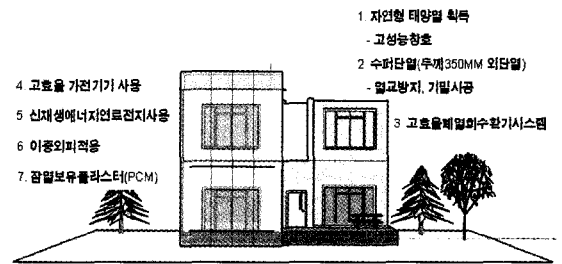 1. 자연형 태양열 획득
- 고성능창호
2 수퍼단열(두께350MM 외단열)
- 열교방지, 기밀시공
3 고효율폐열회수환기시스템
4. 고효율 가전기기 사용
5 신재생에너지연료전지사용
6 이중외피적용
7. 잠열보유플라스터(PCM)